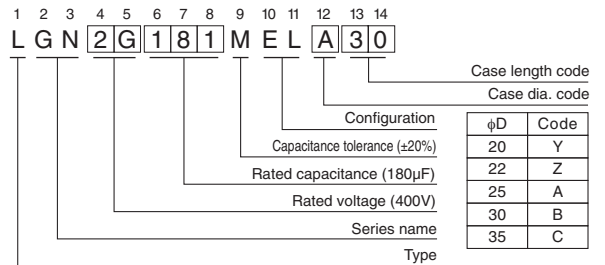 1 2 3 4 5 6 7 8 9 10 11 12 13 14
L G N 2 G 1 8 1 M E L A 3 0
Case length code
Case dia. code
Configuration
Capacitance tolerance (±20%)
Rated capacitance (180µF)
Rated voltage (400V)
Series name
Type
ϕD Code
20 Y
22 Z
25 A
30 B
35 C